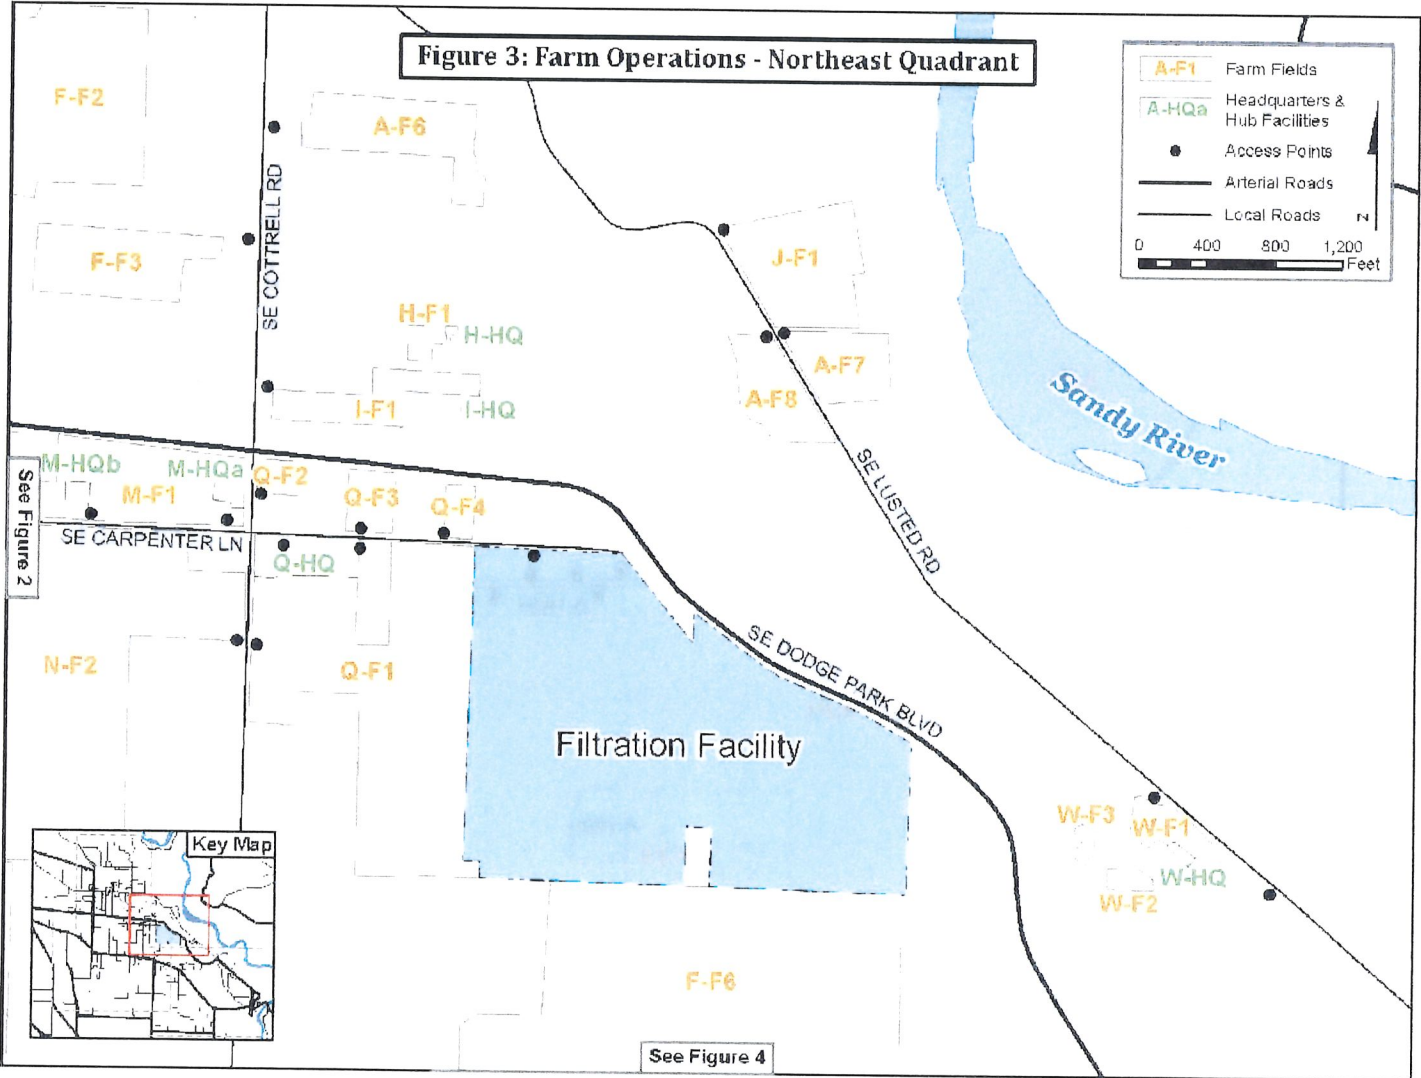 Figure 3: Farm Operations - Northeast Quadrant
A-F1 Farm Fields
A-HQa Headquarters &
Hub Facilities
Access Points
Arterial Roads
Local Roads
N
0 400 800 1,200
Feet
F-F2
A-F6
SE COTTRELL RD
F-F3
J-F1
H-F1
H-HQ
A-F7
A-F8
I-F1
I-HQ
Sandy River
M-HQb
M-HQa
Q-F2
M-F1
Q-F3
Q-F4
SE LUSTED RD
See Figure 2
SE CARPENTER LN
Q-HQ
N-F2
Q-F1
SE DODGE PARK BLVD
Filtration Facility
W-F3
W-F1
W-HQ
W-F2
Key Map
F-F6
See Figure 4